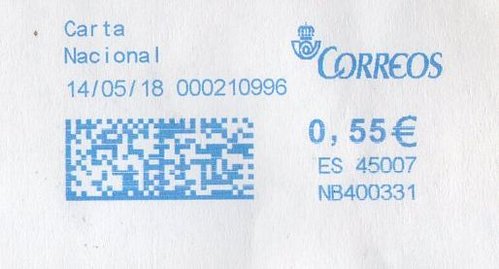 Carta
Nacional
14/05/18 000210996
CORREOS
0,55€
ES 45007
NB400331